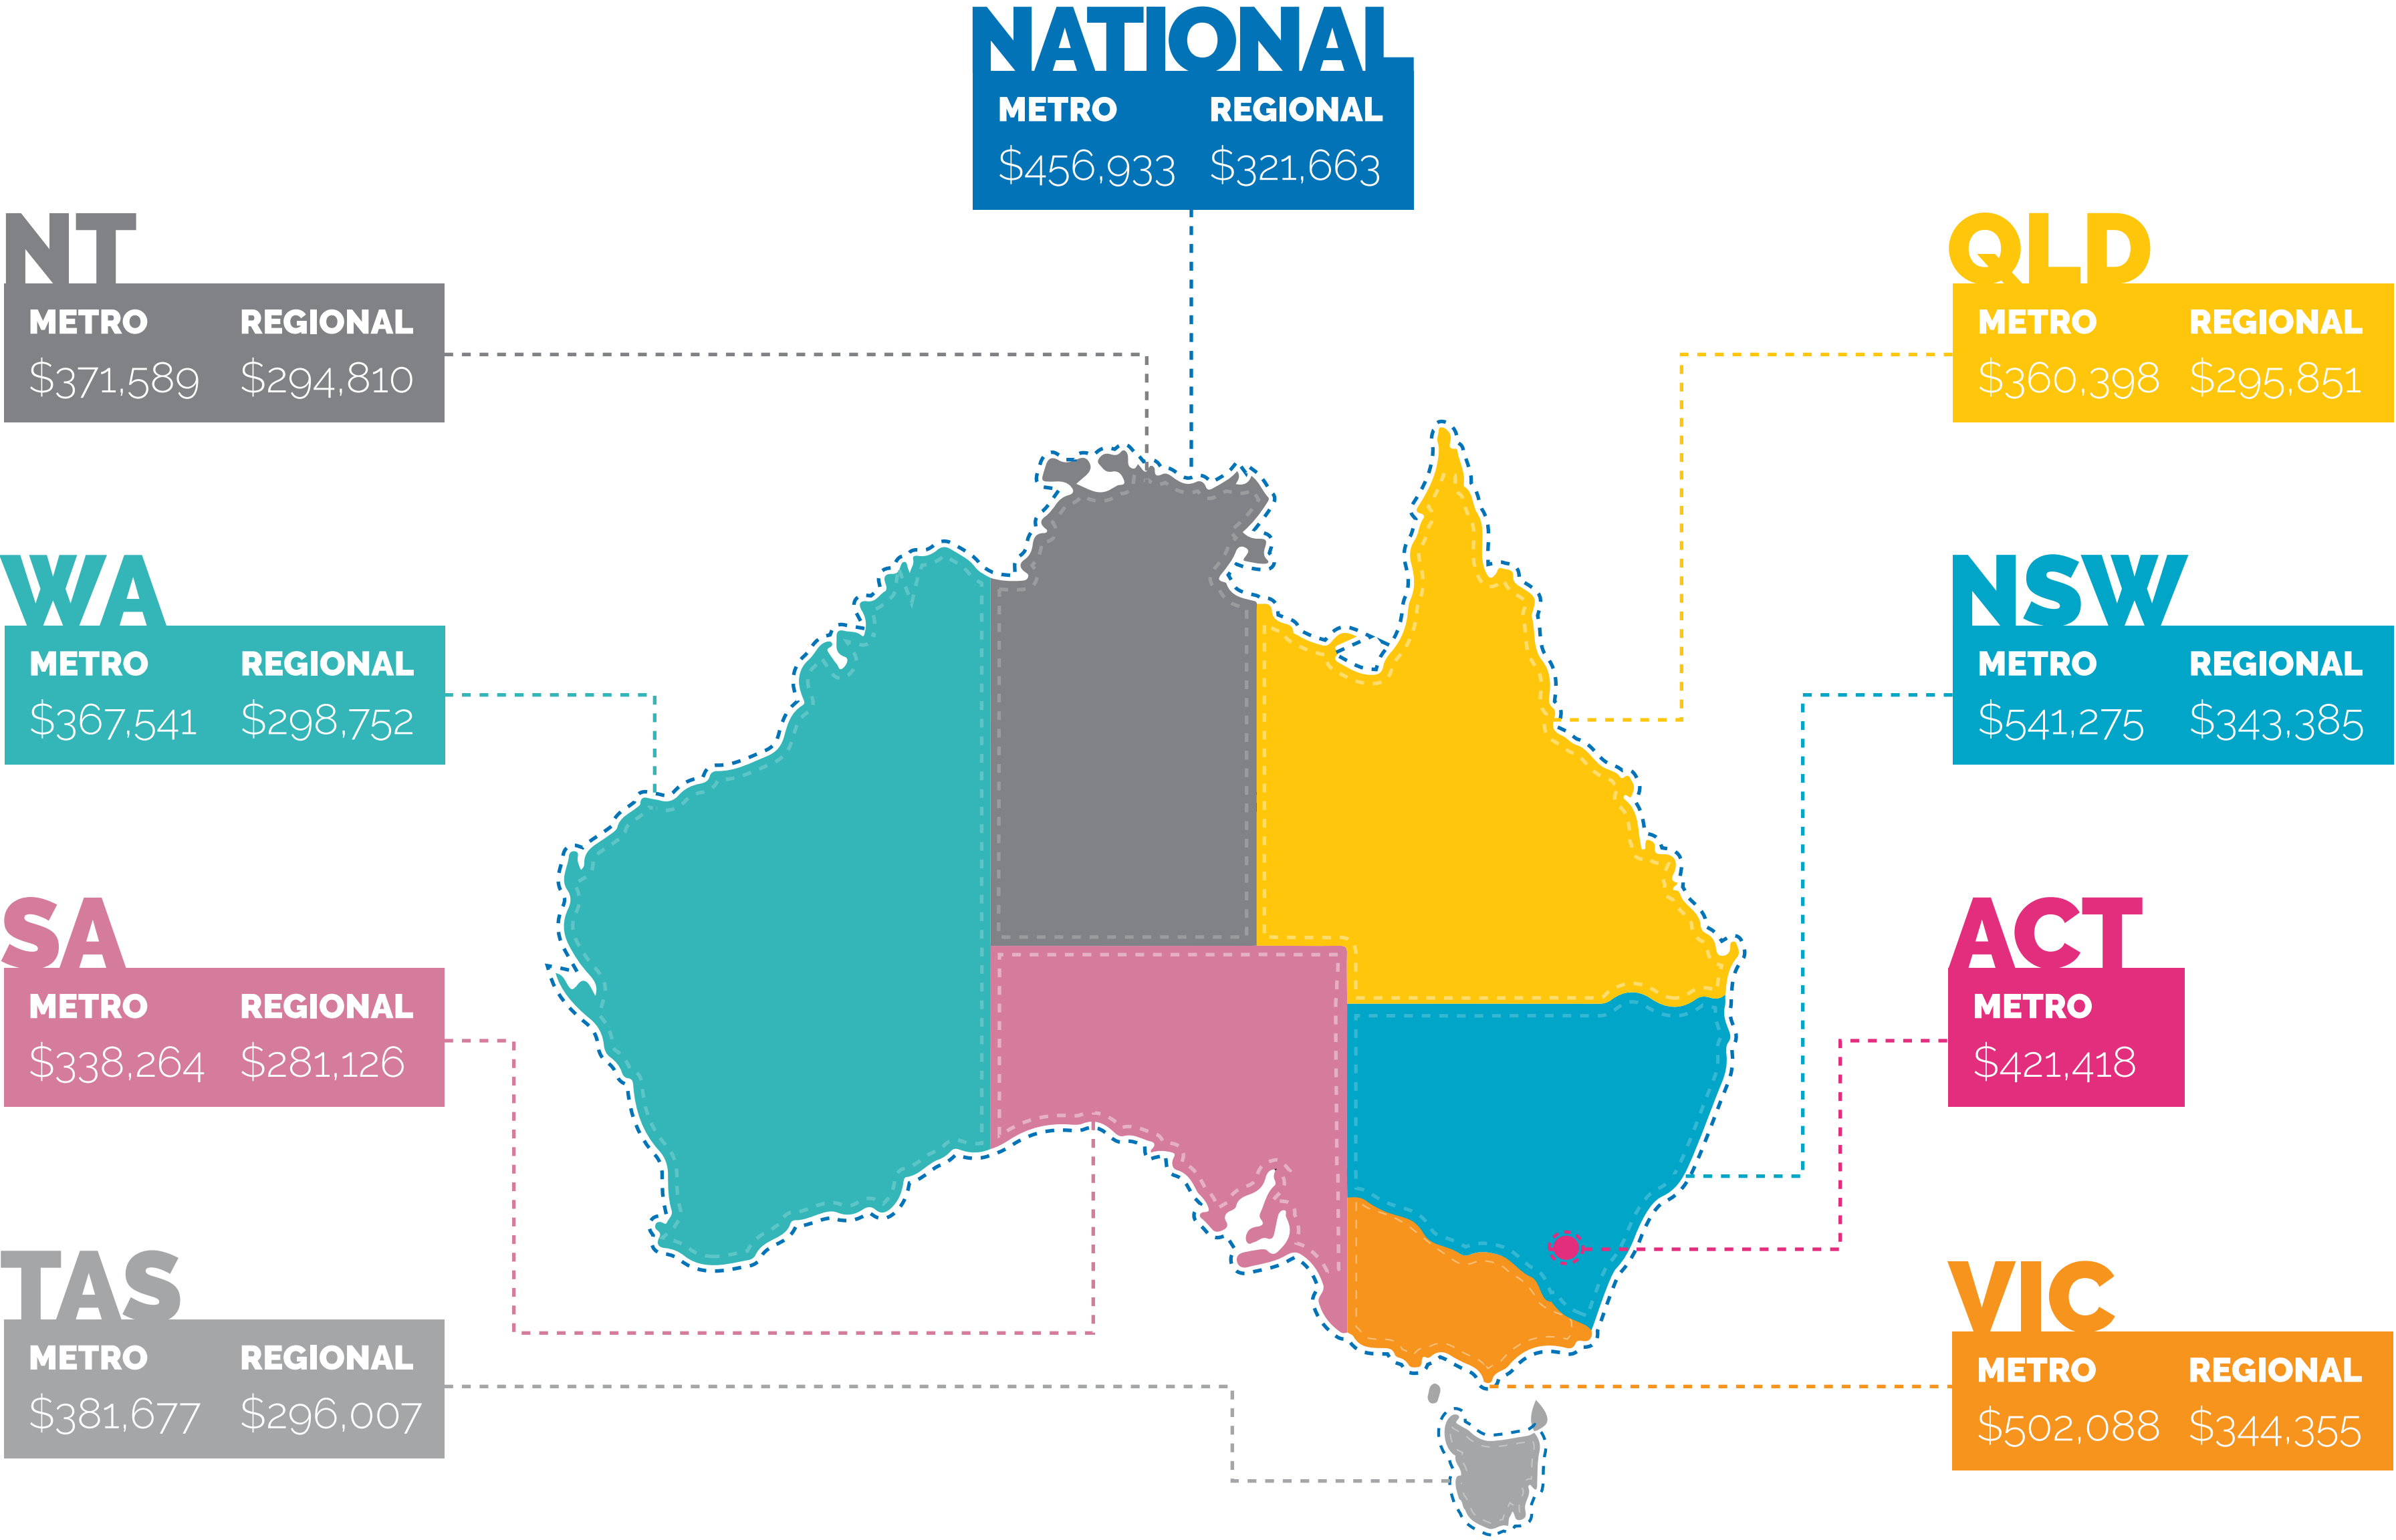 NATIONAL
METRO REGIONAL
$456,933 $321,663
NT
METRO REGIONAL
$371,589 $294,810
QLD
METRO REGIONAL
$360,398 $295,851
WA
METRO REGIONAL
$367,541 $298,752
NSW
METRO REGIONAL
$541,275 $343,385
SA
METRO REGIONAL
$338,264 $281,126
ACT
METRO
$421,418
TAS
METRO REGIONAL
$381,677 $296,007
VIC
METRO REGIONAL
$502,088 $344,355